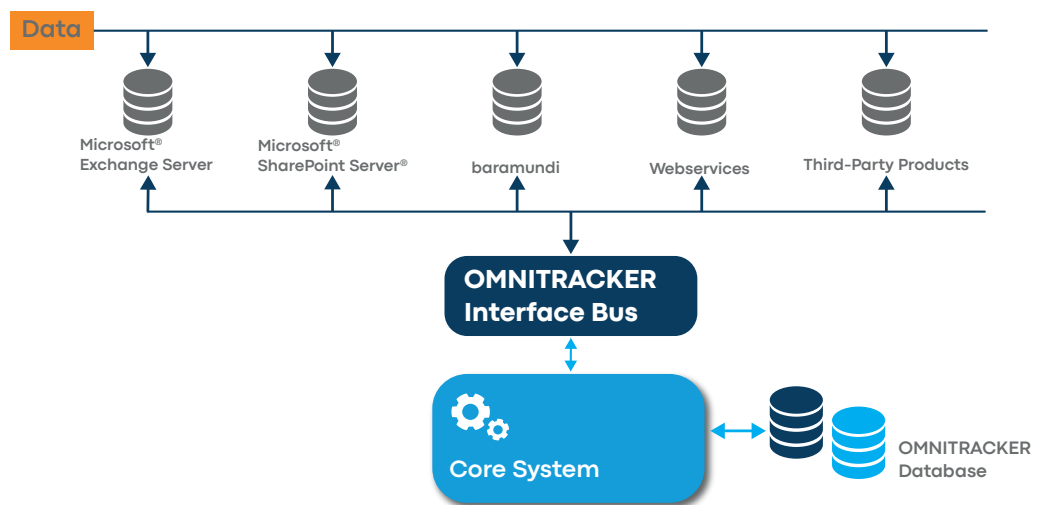 Data
Microsoft®
Exchange Server
Microsoft®
SharePoint Server®
baramundi
Webservices
Third-Party Products
OMNITRACKER
Interface Bus
Core System
OMNITRACKER
Database